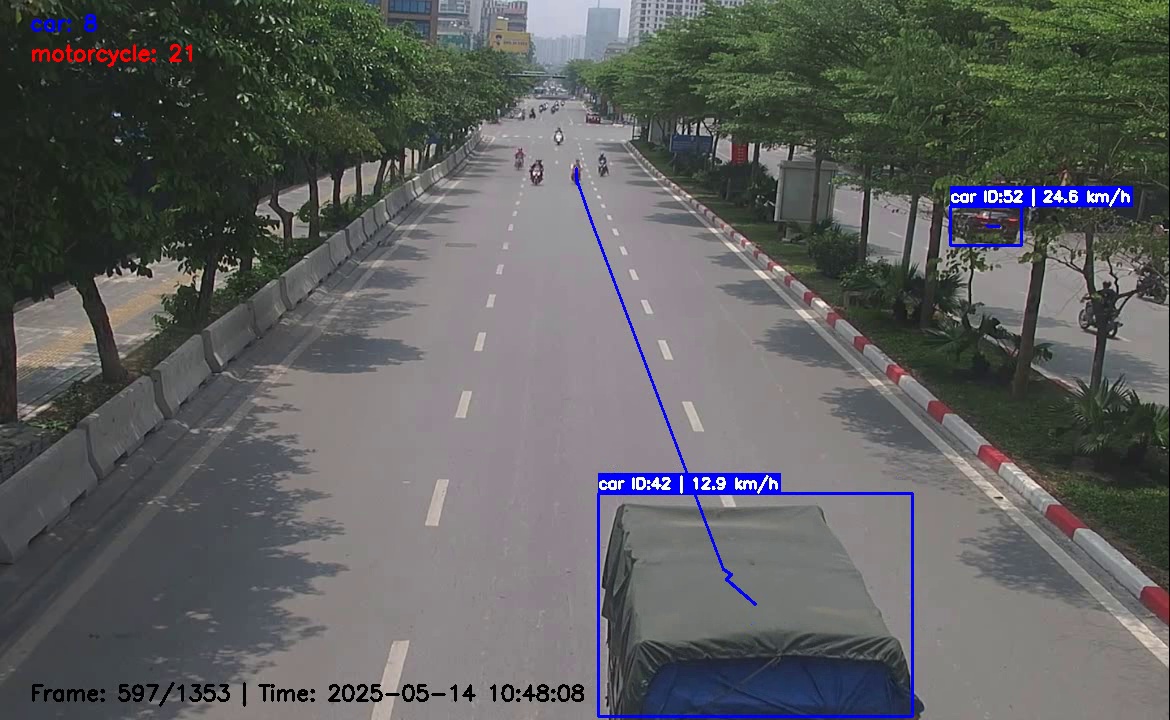 car: 8
motorcycle: 21
car ID:52 | 24.6 km/h
car ID:42 | 12.9 km/h
Frame: 597/1353 | Time: 2025-05-14 10:48:08